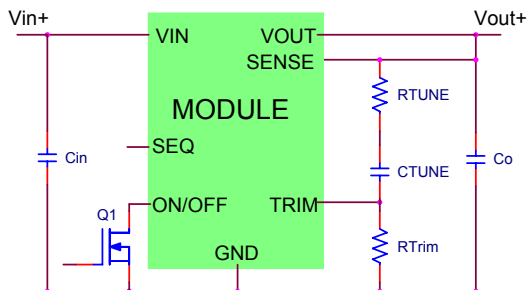 Vin+
Vout+
VIN
VOUT
SENSE
RTUNE
MODULE
Cin
SEQ
CTUNE
Co
Q1
ON/OFF
TRIM
RTrim
GND